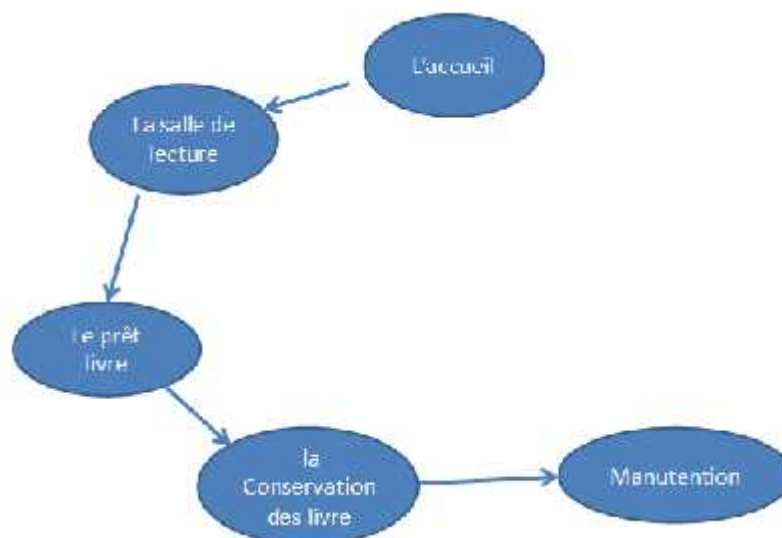 L'accueil
La salle de
lecture
Le prêt
livre
la
Conservation
des livre
Manutention